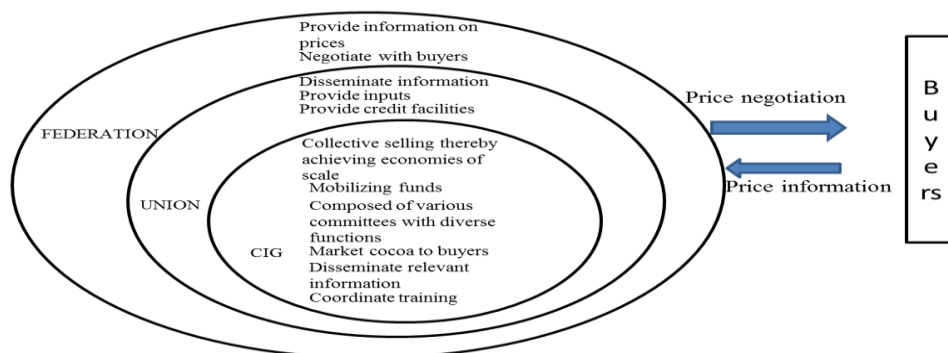 Provide information on
prices
Negotiate with buyers
Disseminate information
Provide inputs
Provide credit facilities
FEDERATION
Collective selling thereby
achieving economies of
scale
Mobilizing funds
UNION
Composed of various
committees with diverse
functions
CIG
Market cocoa to buyers
Disseminate relevant
information
Coordinate training
Price negotiation
Price information
B
u
y
e
rs